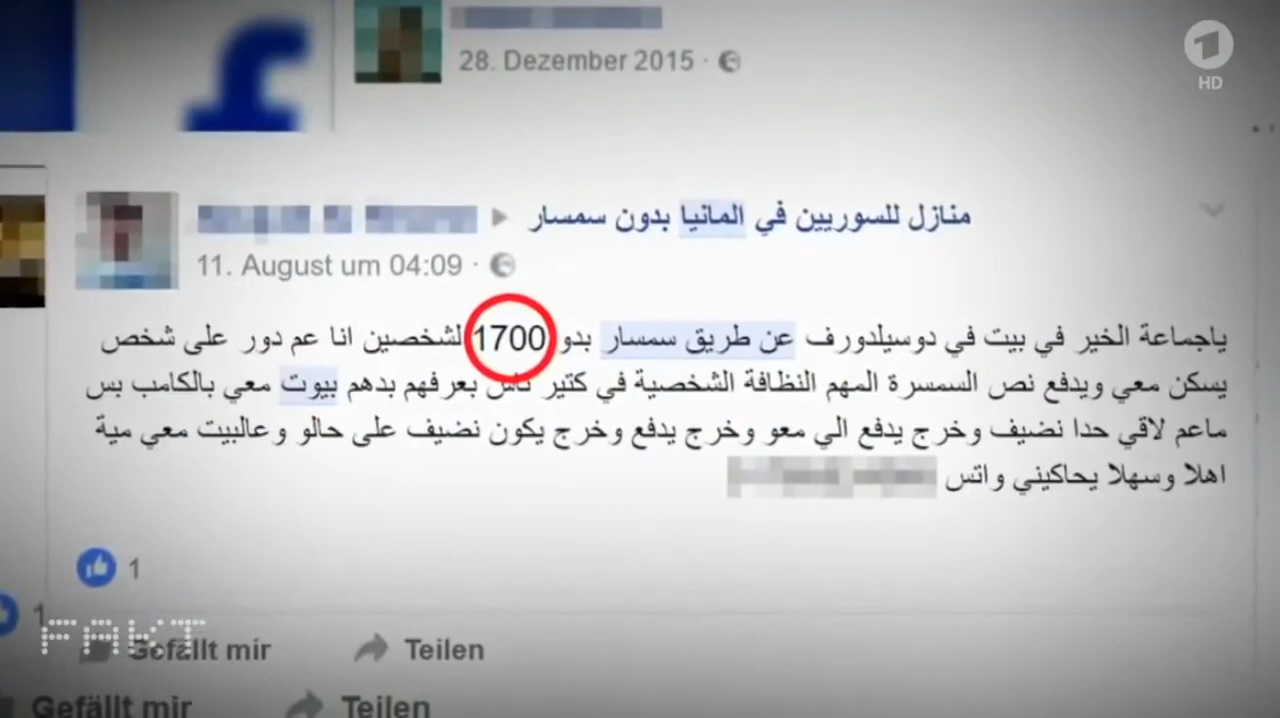 28. Dezember 2015 ·
1
HD
منازل للسوريين في المانيا بدون سمسار
11. August um 04:09 ·
ياجماعة الخير في بيت في دوسيلدورف عن طريق سمسار بدو 1700 لشخصين انا عم دور على شخص
يسكن معي ويدفع نص السمسرة المهم النظافة الشخصية في كتير ناس بعرفهم بدهم بيوت معي بالكامب بس
ماعم لاقي حدا نضيف وخرج يدفع الي معو وخرج يدفع وخرج يكون نضيف على حالو وعالبيت معي مية
اهلا وسهلا يحاكيني واتس
1
1
FAKT
Gefällt mir Teilen
Gefällt mir Teilen